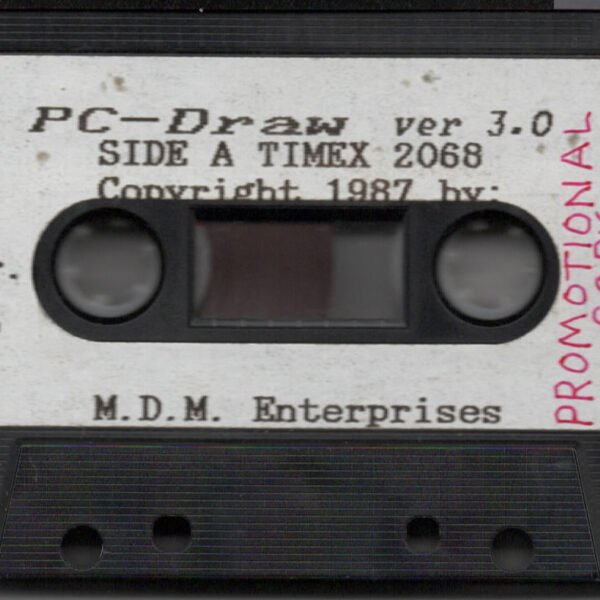 PC-Draw ver 3.0
SIDE A TIMEX 2068
Copyright 1987 by:
M.D.M. Enterprises
PROMOTIONAL